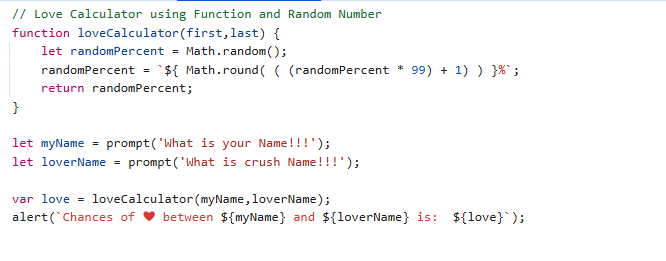 // Love Calculator using Function and Random Number
function loveCalculator(first,last) {
    let randomPercent = Math.random();
    randomPercent = `${ Math.round( ( (randomPercent * 99) + 1) ) }%`;
    return randomPercent;
}
let myName = prompt('What is your Name!!!');
let loverName = prompt('What is crush Name!!!');
var love = loveCalculator(myName,loverName);
alert(`Chances of ♥ between ${myName} and ${loverName} is:  ${love}`);